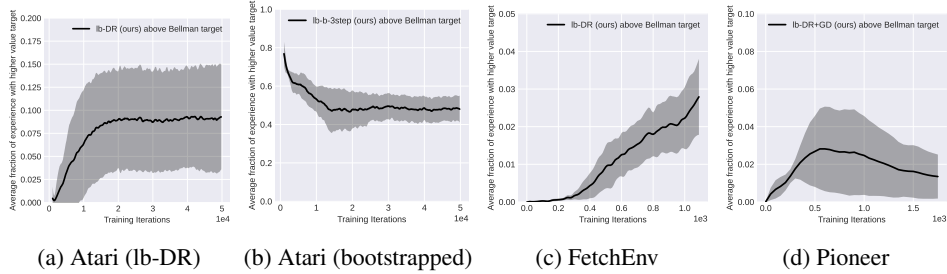 Average fraction of experience with higher value target
0.200
0.175
0.150
0.125
0.100
0.075
0.050
0.025
0.000
lb-DR (ours) above Bellman target
0 1 2 3 4 5
Training Iterations
1e4
(a) Atari (lb-DR)
Average fraction of experience with higher value target
1.0
0.8
0.6
0.4
0.2
0.0
lb-b-3step (ours) above Bellman target
0 1 2 3 4 5
Training Iterations
1e4
(b) Atari (bootstrapped)
Average fraction of experience with higher value target
0.05
0.04
0.03
0.02
0.01
0.00
lb-DR (ours) above Bellman target
0.0 0.2 0.4 0.6 0.8 1.0
Training Iterations
1e3
(c) FetchEnv
Average fraction of experience with higher value target
0.10
0.08
0.06
0.04
0.02
0.00
lb-DR+GD (ours) above Bellman target
0.0 0.5 1.0 1.5
Training Iterations
1e3
(d) Pioneer